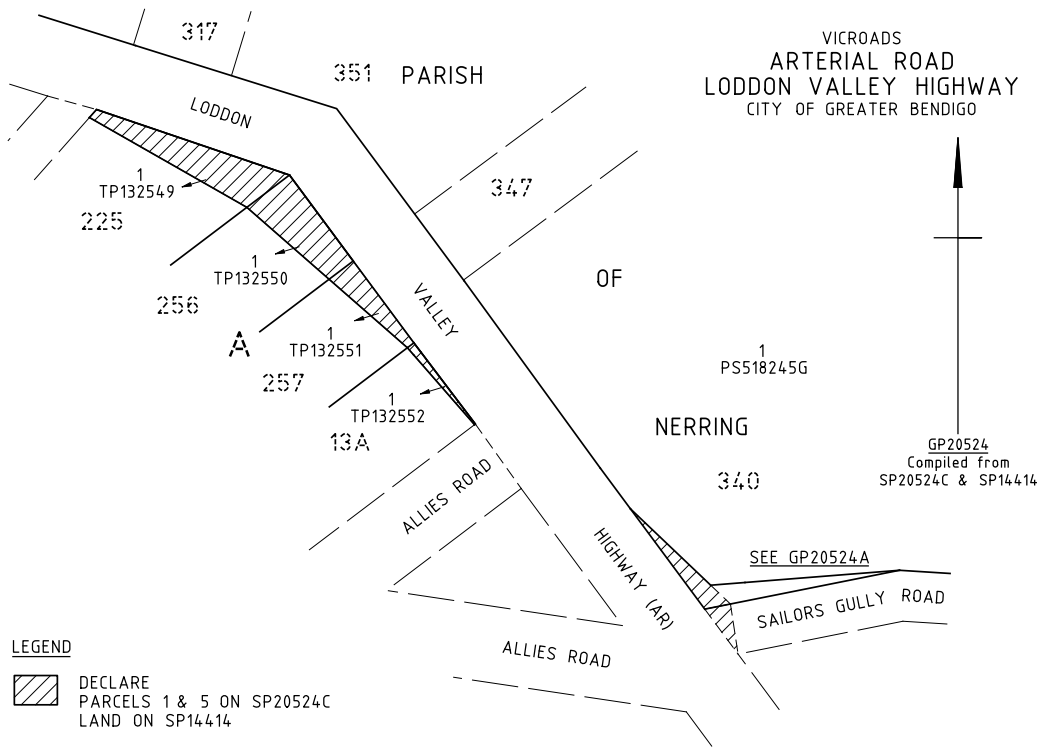 317
351 PARISH
VICROADS
ARTERIAL ROAD
LODDON VALLEY HIGHWAY
CITY OF GREATER BENDIGO
LODDON
1
TP132549
225
347
1
TP132550
OF
256
VALLEY
A
1
TP132551
257
1
PS518245G
1
TP132552
13A
NERRING
GP20524
Compiled from
SP20524C & SP14414
340
ALLIES ROAD
HIGHWAY (AR)
SEE GP20524A
SAILORS GULLY ROAD
ALLIES ROAD
LEGEND
DECLARE
PARCELS 1 & 5 ON SP20524C
LAND ON SP14414